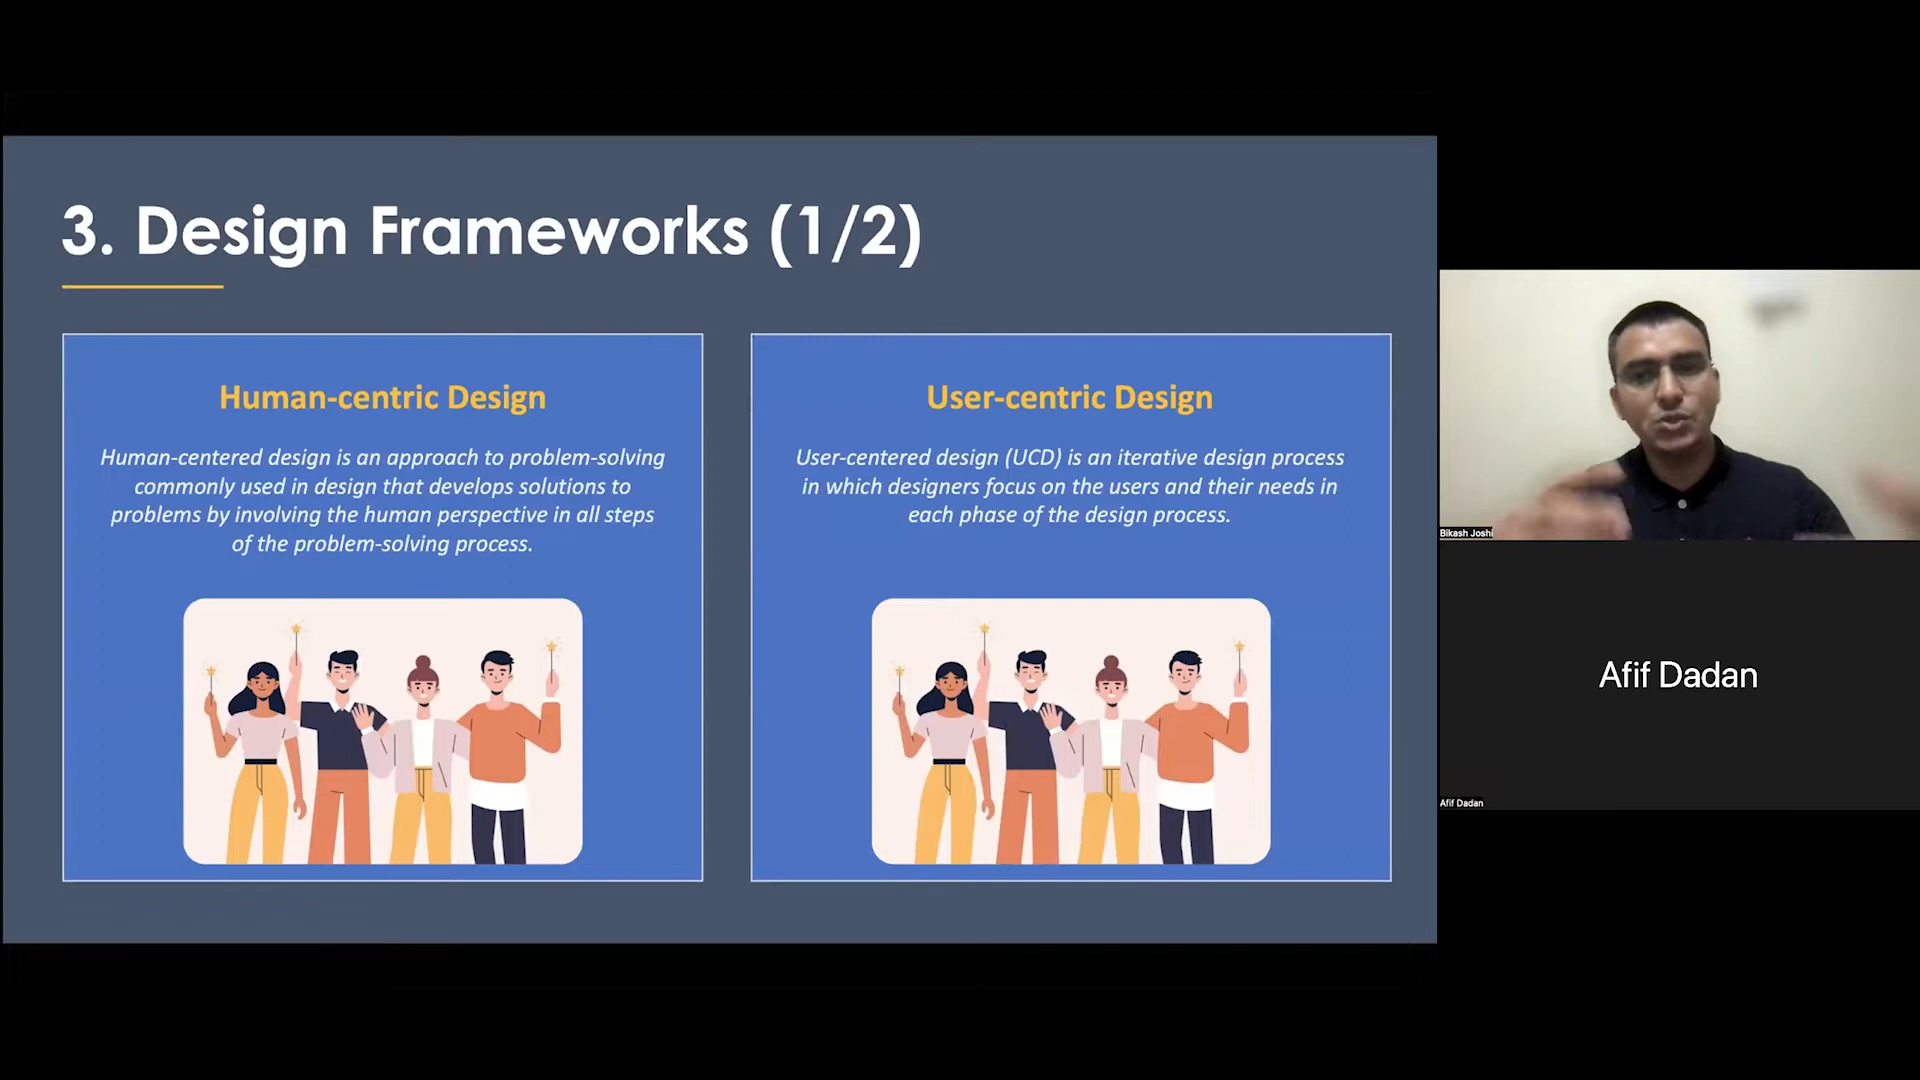 3. Design Frameworks (1/2)
Human-centric Design
Human-centered design is an approach to problem-solving
commonly used in design that develops solutions to
problems by involving the human perspective in all steps
of the problem-solving process.
User-centric Design
User-centered design (UCD) is an iterative design process
in which designers focus on the users and their needs in
each phase of the design process.
Bikash Joshi
Afif Dadan
Afif Dadan